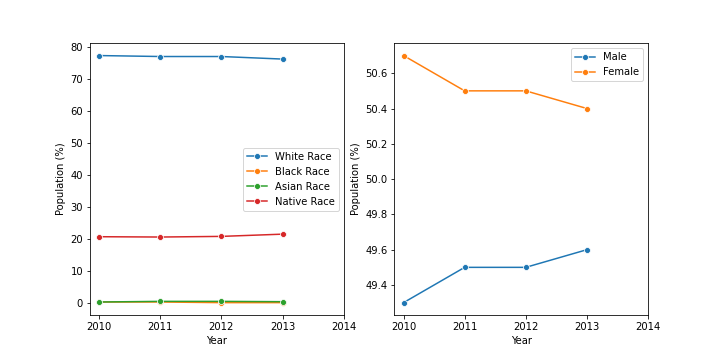 80
70
60
50
40
30
20
10
0
Population (%)
2010
2011
2012
2013
2014
Year
White Race
Black Race
Asian Race
Native Race
50.6
50.4
50.2
50.0
49.8
49.6
49.4
Population (%)
2010
2011
2012
2013
2014
Year
Male
Female